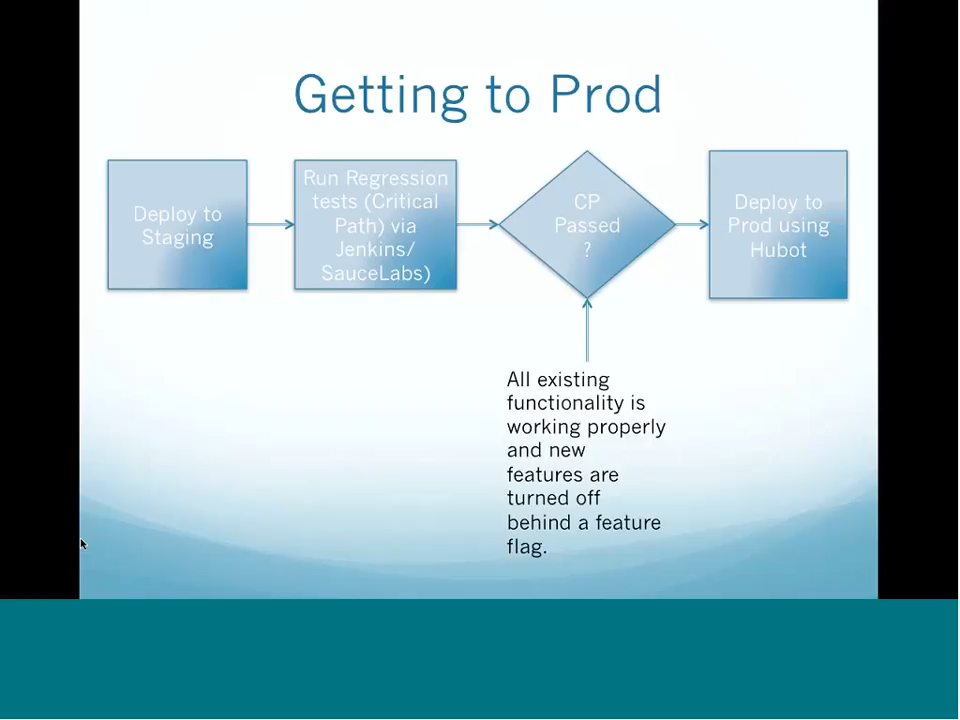 Getting to Prod
Deploy to
Staging
Run Regression
tests (Critical
Path) via
Jenkins/
SauceLabs)
CP
Passed
?
Deploy to
Prod using
Hubot
All existing
functionality is
working properly
and new
features are
turned off
behind a feature
flag.